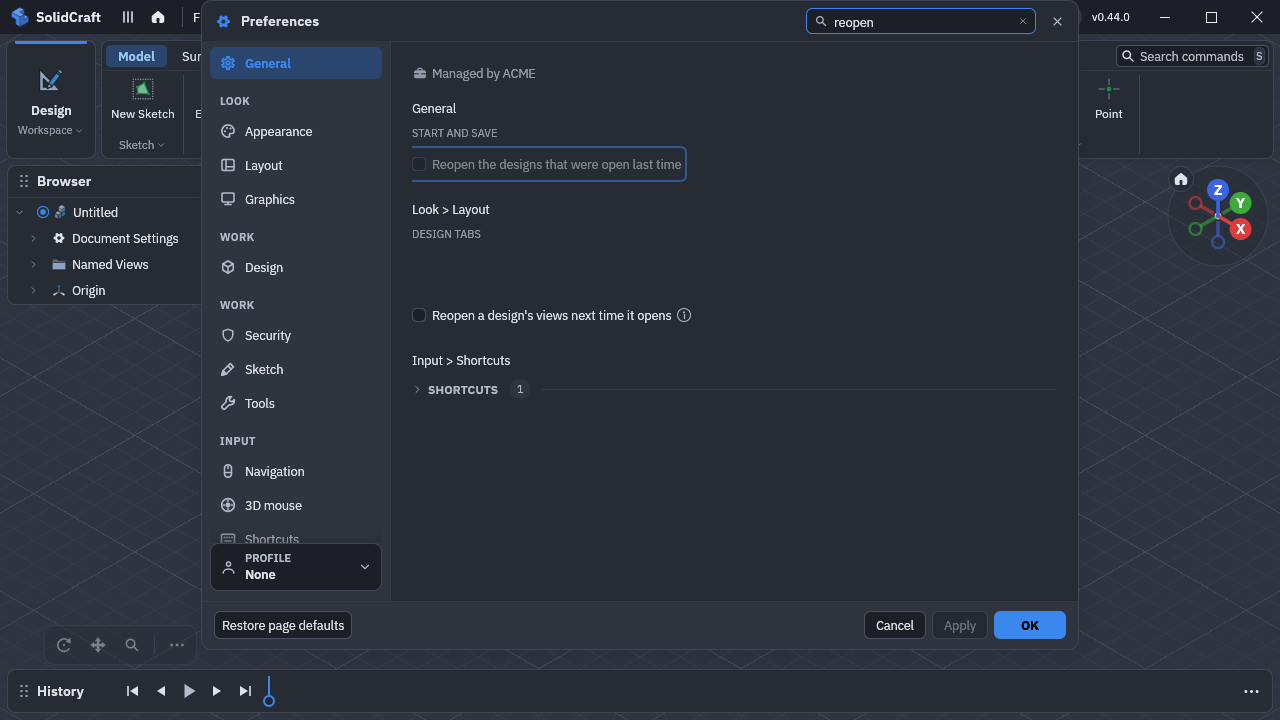 SolidCraft
F
Preferences
reopen
v0.44.0
Model
Sur
Search commands
S
Design
Workspace
New Sketch
E
Sketch
Point
Browser
Untitled
Document Settings
Named Views
Origin
General
LOOK
Appearance
Layout
Graphics
WORK
Design
WORK
Security
Sketch
Tools
INPUT
Navigation
3D mouse
Shortcuts
PROFILE
None
Managed by ACME
General
START AND SAVE
Reopen the designs that were open last time
Look > Layout
DESIGN TABS
Reopen a design's views next time it opens
Input > Shortcuts
SHORTCUTS 1
Z
Y
X
Restore page defaults
Cancel
Apply
OK
History